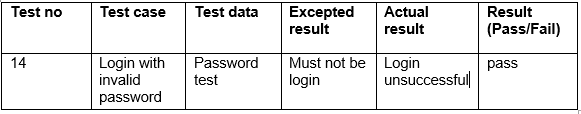 Test no Test case Test data Excepted Actual Result
result result (Pass/Fail)
14 Login with Password Must not be Login pass
invalid test login unsuccessful
password